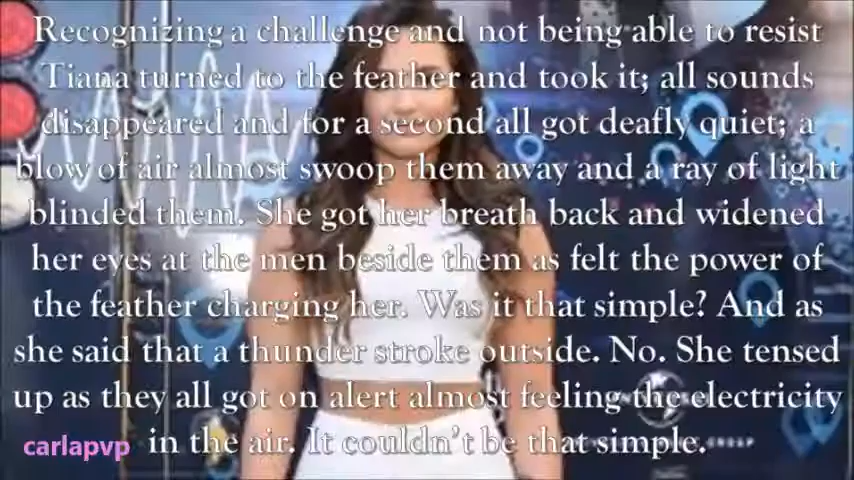 Recognizing a challenge and not being able to resist
Tiana turned to the feather and took it; all sounds
disappeared and for a second all got deafly quiet; a
blow of air almost swoop them away and a ray of light
blinded them. She got her breath back and widened
her eyes at the men beside them as felt the power of
the feather charging her. Was it that simple? And as
she said that a thunder stroke outside. No. She tensed
up as they all got on alert almost feeling the electricity
in the air. It couldn't be that simple.
carlapvp
GROUP